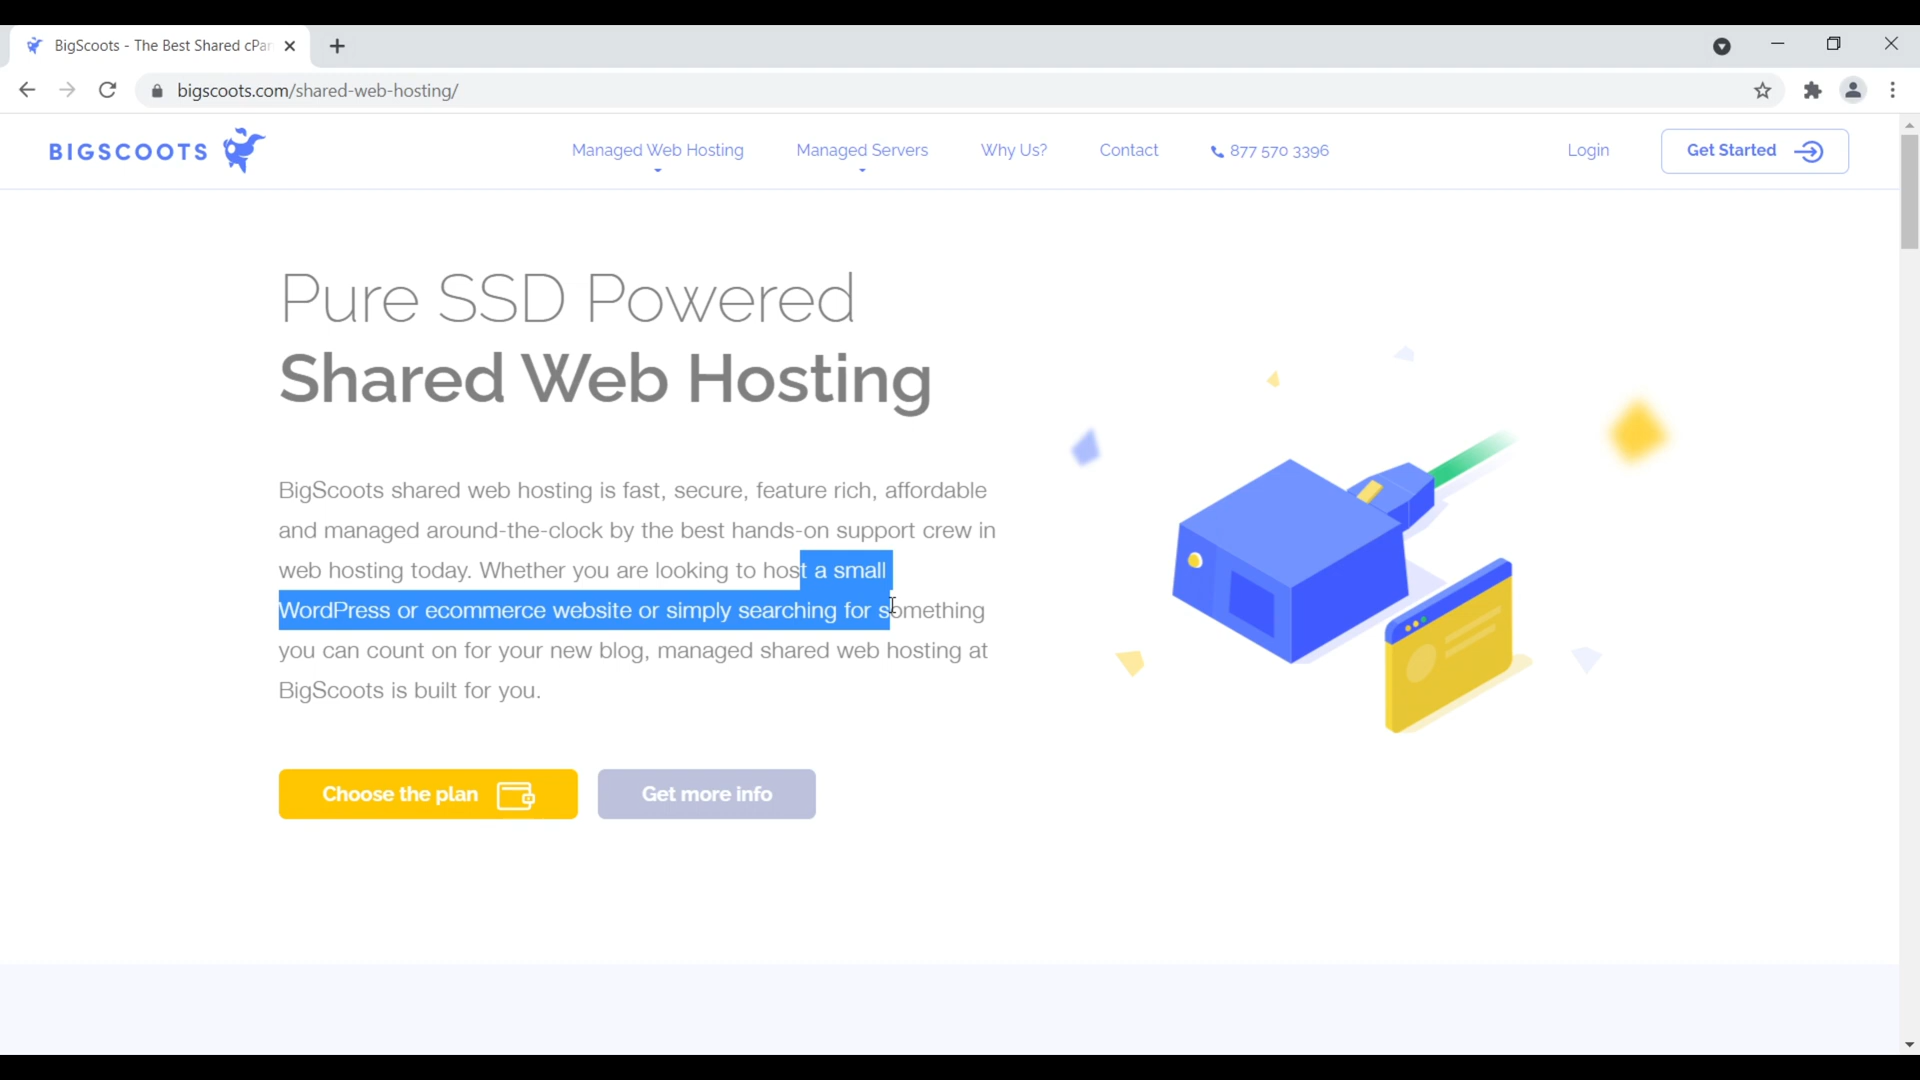 BigScoots - The Best Shared cPan
bigscoots.com/shared-web-hosting/
BIGSCOOTS
Managed Web Hosting
Managed Servers
Why Us?
Contact
877 570 3396
Login
Get Started
Pure SSD Powered
Shared Web Hosting
BigScoots shared web hosting is fast, secure, feature rich, affordable
and managed around-the-clock by the best hands-on support crew in
web hosting today. Whether you are looking to host a small
WordPress or ecommerce website or simply searching for something
you can count on for your new blog, managed shared web hosting at
BigScoots is built for you.
Choose the plan
Get more info